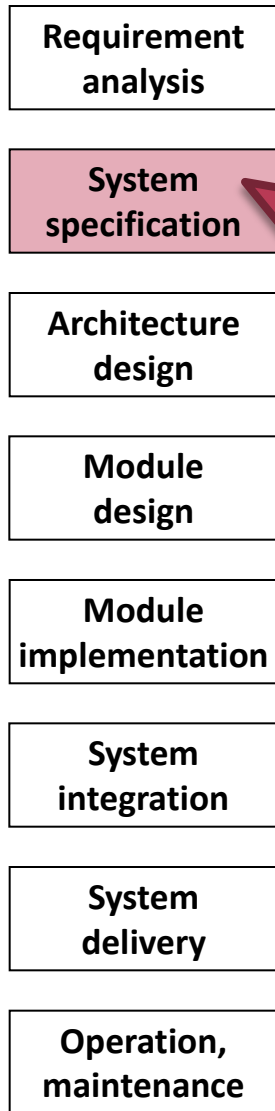 Requirement
analysis
System
specification
Architecture
design
Module
design
Module
implementation
System
integration
System
delivery
Operation,
maintenance